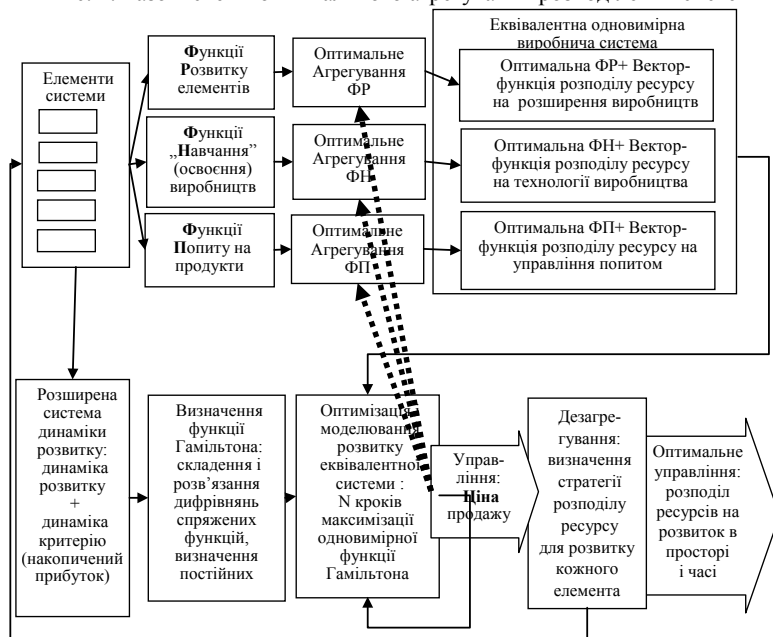 Еквівалентна одновимірна
виробнича система
Елементи
системи
Функції
Розвитку
елементів
Оптимальне
Агрегування
ФР
Оптимальна ФР+ Вектор-
функція розподілу ресурсу
на розширення виробництв
Функції
„Навчання”
(освоєння)
виробництв
Оптимальне
Агрегування
ФН
Оптимальна ФН+ Вектор-
функція розподілу ресурсу
на технології виробництва
Функції
Попиту на
продукти
Оптимальне
Агрегування
ФП
Оптимальна ФП+ Вектор-
функція розподілу ресурсу на
управління попитом
Розширена
система
динаміки
розвитку:
динаміка
розвитку
+
динаміка
критерію
(накопичений
прибуток)
Визначення
функції
Гамільтона:
складення і
розв’язання
дифрівнянь
спряжених
функцій,
визначення
постійних
Оптимізація і
моделювання
розвитку
еквівалентної
системи :
N кроків
максимізації
одновимірної
функції
Гамільтона
Управ-
ління:
Ціна
продажу
Дезагре-
гування:
визначення
стратегії
розподілу
ресурсу
для розвитку
кожного
елемента
Оптимальне
управління:
розподіл
ресурсів на
розвиток в
просторі
і часі